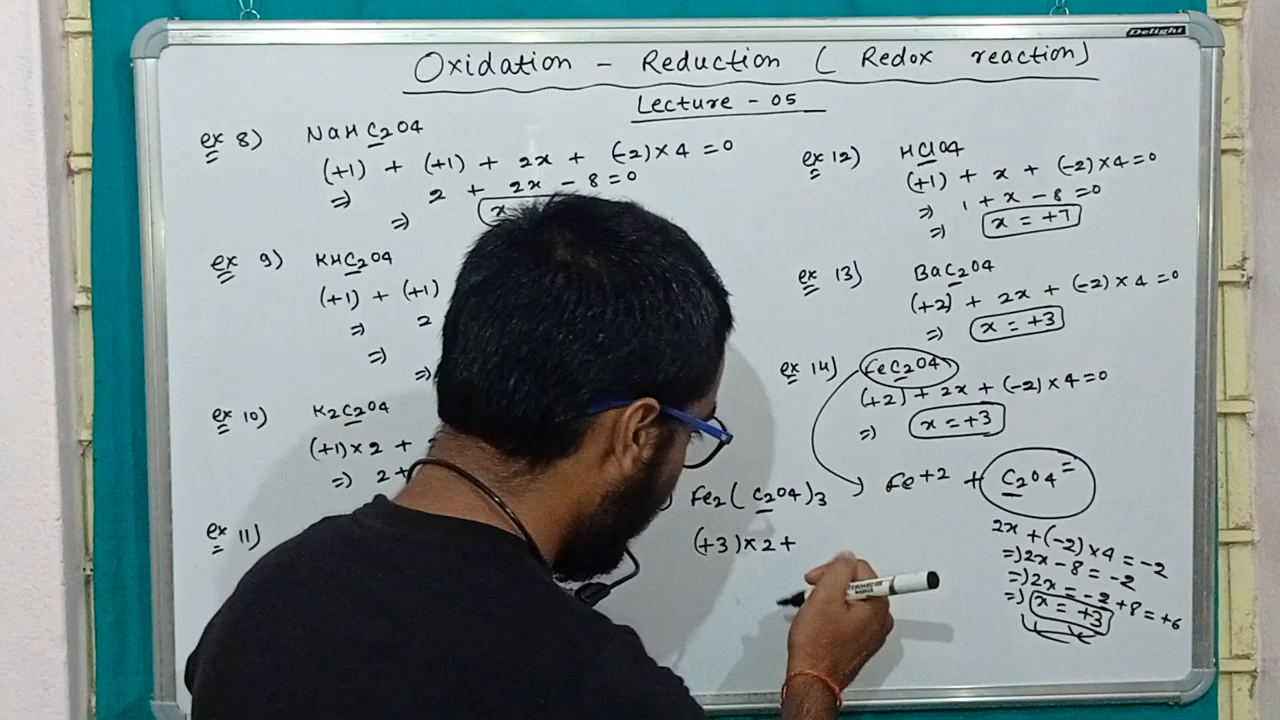 Delight
Oxidation - Reduction ( Redox reaction)
Lecture - 05
ex 8) NaHC2O4
(+1) + (+1) + 2x + (-2)×4 = 0
=> 2 + 2x - 8 = 0
=> x
ex 9) KHC2O4
(+1) + (+1)
=> 2
=>
=>
ex 10) K2C2O4
(+1)×2 +
=> 2+
ex 11)
ex 12) HClO4
(+1) + x + (-2)×4 = 0
=> 1 + x - 8 = 0
=> x = +7
ex 13) BaC2O4
(+2) + 2x + (-2)×4 = 0
=> x = +3
ex 14) FeC2O4
(+2) + 2x + (-2)×4 = 0
=> x = +3
Fe+2 + C2O4=
2x + (-2)×4 = -2
=) 2x - 8 = -2
=) 2x = -2 + 8 = +6
=) x = +3
) Fe2(C2O4)3
(+3)×2 +